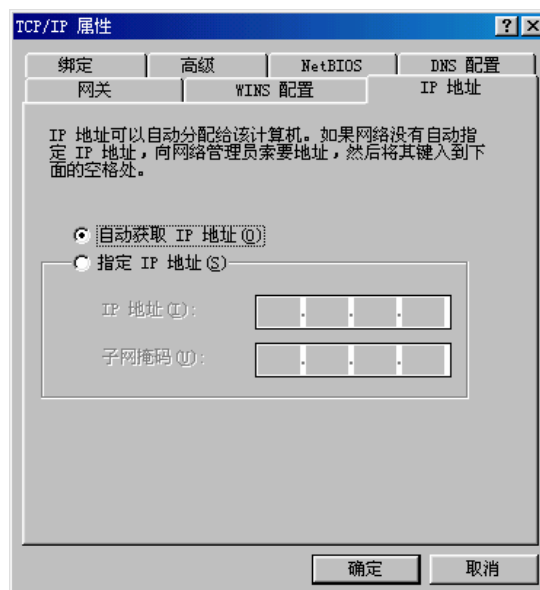 TCP/IP 属性
绑定 高级 NetBIOS DNS 配置
网关 WINS 配置 IP 地址
IP 地址可以自动分配给该计算机。如果网络没有自动指
定 IP 地址，向网络管理员索要地址，然后将其键入到下
面的空格处。
自动获取 IP 地址(O)
指定 IP 地址(S)
IP 地址(I):
子网掩码(U):
确定 取消